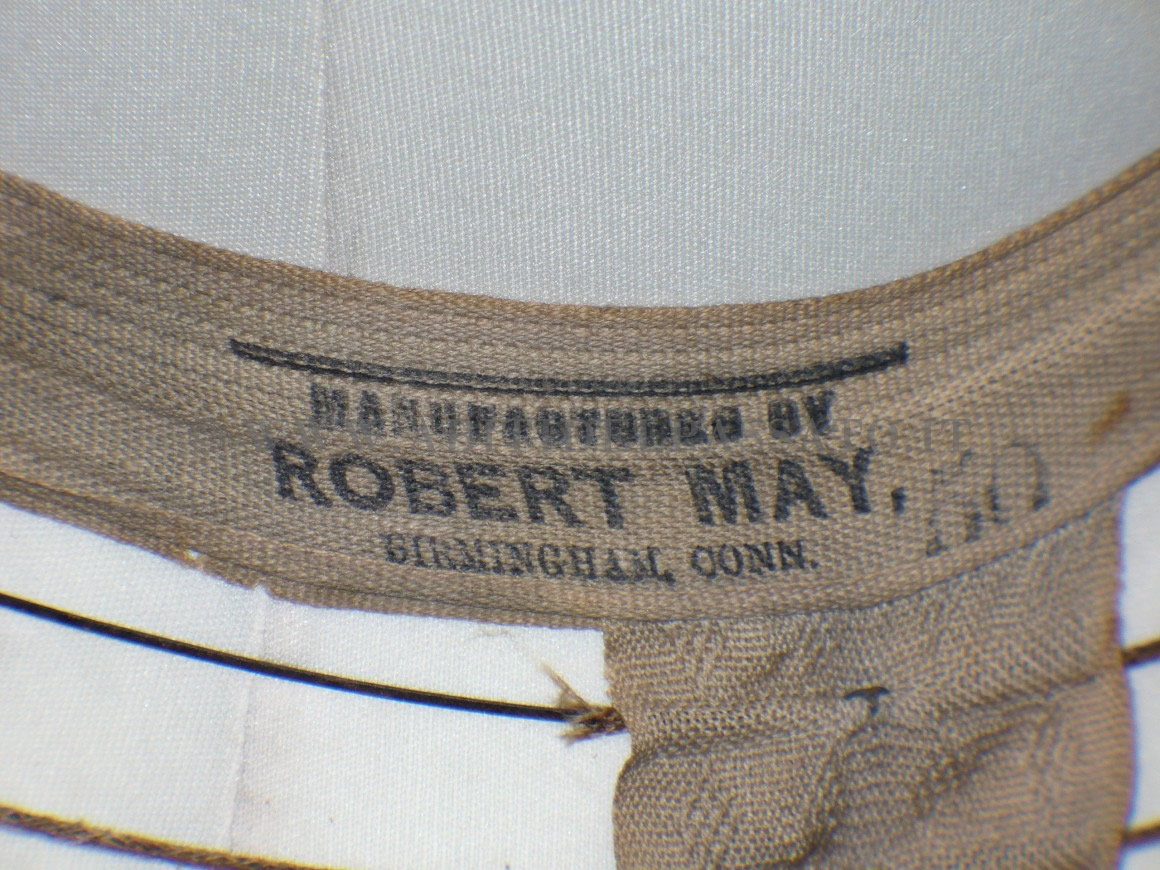 MANUFACTURED BY
ROBERT MAY,
BIRMINGHAM, CONN.